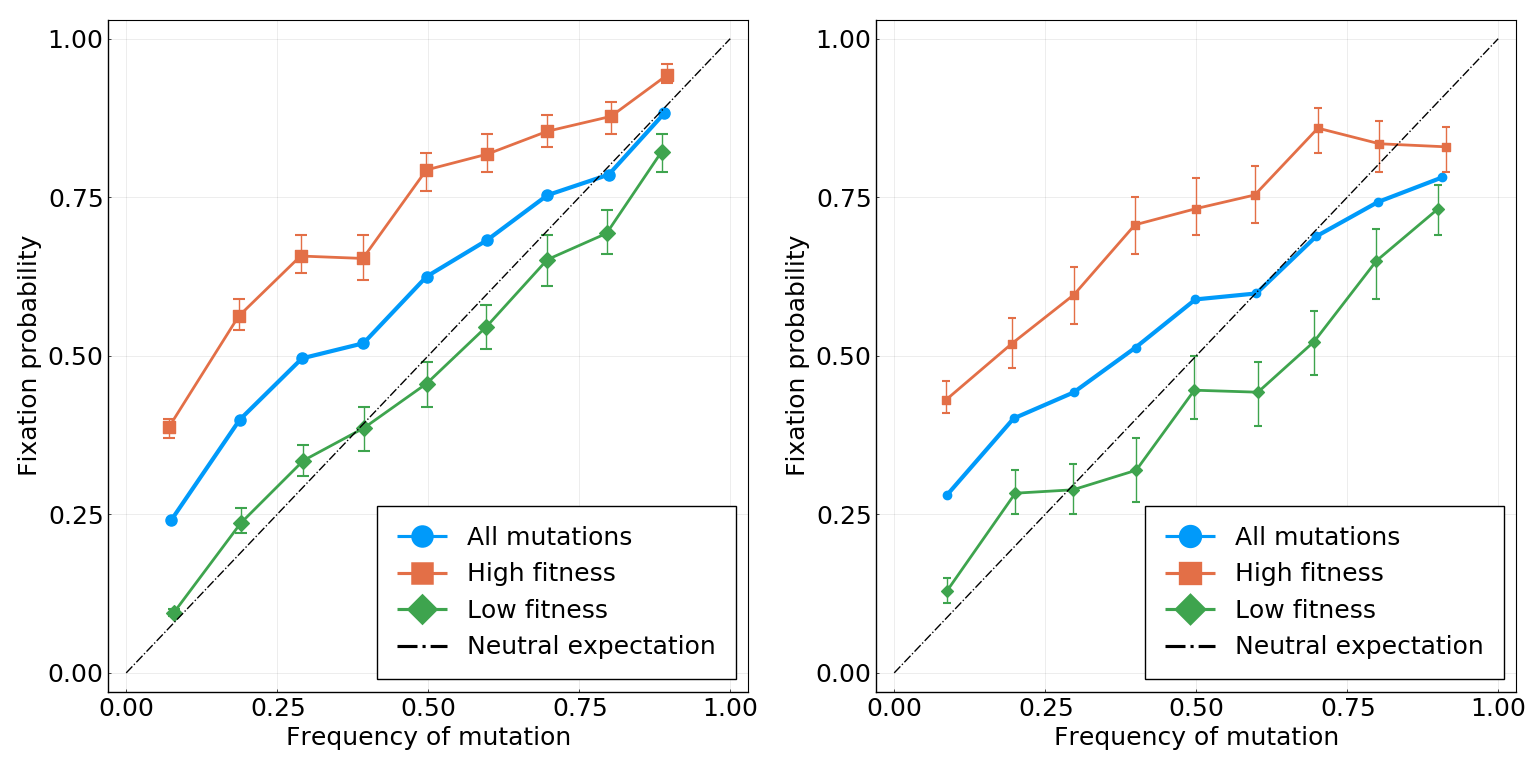 1.00
0.75
0.50
0.25
0.00
Fixation probability
0.00 0.25 0.50 0.75 1.00
Frequency of mutation
All mutations
High fitness
Low fitness
Neutral expectation
1.00
0.75
0.50
0.25
0.00
Fixation probability
0.00 0.25 0.50 0.75 1.00
Frequency of mutation
All mutations
High fitness
Low fitness
Neutral expectation